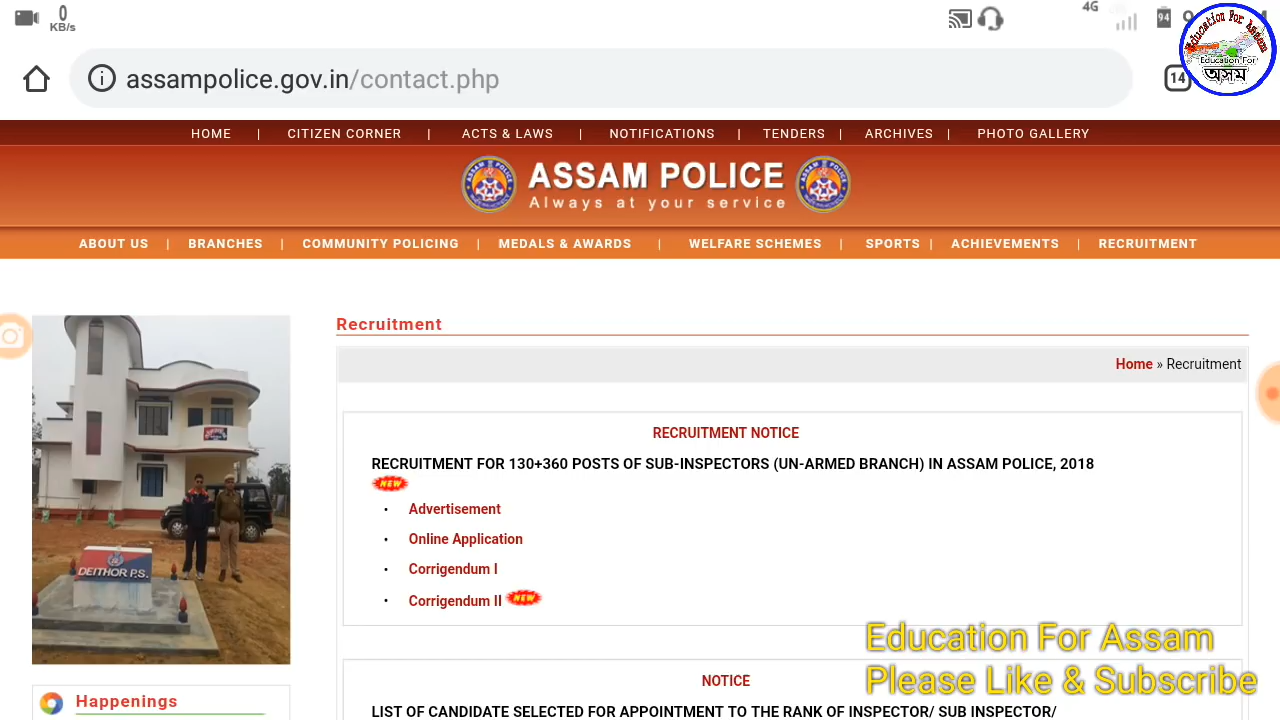 0
KB/s
4G
94
assampolice.gov.in/contact.php
14
Education For Assam
Education For
অসম
HOME | CITIZEN CORNER | ACTS & LAWS | NOTIFICATIONS | TENDERS | ARCHIVES | PHOTO GALLERY
ASSAM POLICE
Always at your service
ABOUT US | BRANCHES | COMMUNITY POLICING | MEDALS & AWARDS | WELFARE SCHEMES | SPORTS | ACHIEVEMENTS | RECRUITMENT
DEITHOR P.S.
Happenings
Recruitment
Home » Recruitment
RECRUITMENT NOTICE
RECRUITMENT FOR 130+360 POSTS OF SUB-INSPECTORS (UN-ARMED BRANCH) IN ASSAM POLICE, 2018
NEW
• Advertisement
• Online Application
• Corrigendum I
• Corrigendum II NEW
NOTICE
LIST OF CANDIDATE SELECTED FOR APPOINTMENT TO THE RANK OF INSPECTOR/ SUB INSPECTOR/
Education For Assam
Please Like & Subscribe